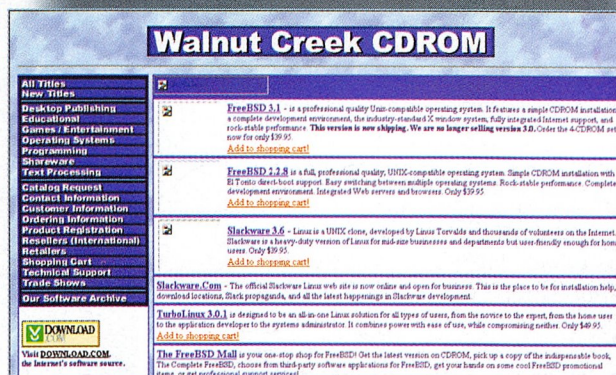 Walnut Creek CDROM
All Titles
New Titles
Desktop Publishing
Educational
Games / Entertainment
Operating Systems
Programming
Shareware
Text Processing
Catalog Request
Contact Information
Customer Information
Ordering Information
Product Registration
Resellers (International)
Retailers
Shopping Cart
Technical Support
Trade Shows
Our Software Archive
DOWNLOAD
Visit DOWNLOAD.COM,
the Internet's software source.
FreeBSD 3.1 - is a professional quality Unix-compatible operating system. It features a simple CDROM installation
a complete development environment, the industry-standard X window system, fully integrated Internet support, and
rock-stable performance. This version is now shipping. We are no longer selling version 3.0. Order the 4-CDROM set
now for only $39.95.
Add to shopping cart!
FreeBSD 2.2.8 is a full, professional quality, UNIX-compatible operating system. Simple CDROM installation with
El Torito direct-boot support. Easy switching between multiple operating systems. Rock-stable performance. Complete
development environment. Integrated Web servers and browsers. Only $39.95
Add to shopping cart!
Slackware 3.6 - Linux is a UNIX clone, developed by Linus Torvalds and thousands of volunteers on the Internet.
Slackware is a heavy-duty version of Linux for mid-size businesses and departments but user-friendly enough for hom
users. Only $39.95.
Add to shopping cart!
Slackware.Com - The official Slackware Linux web site is now online and open for business. This is the place to be for installation help,
download locations, Slack propaganda, and all the latest happenings in Slackware development.
TurboLinux 3.0.1 is designed to be an all-in-one Linux solution for all types of users, from the novice to the expert, from the home user
to the application developer to the systems administrator. It combines power with ease of use, while compromising neither. Only $49.95.
Add to shopping cart!
The FreeBSD Mall is your one-stop shop for FreeBSD! Get the latest version on CDROM, pick up a copy of the indispensable book,
The Complete FreeBSD, choose from third-party software applications for FreeBSD, get your hands on some cool FreeBSD promotional
items, or get professional support services!